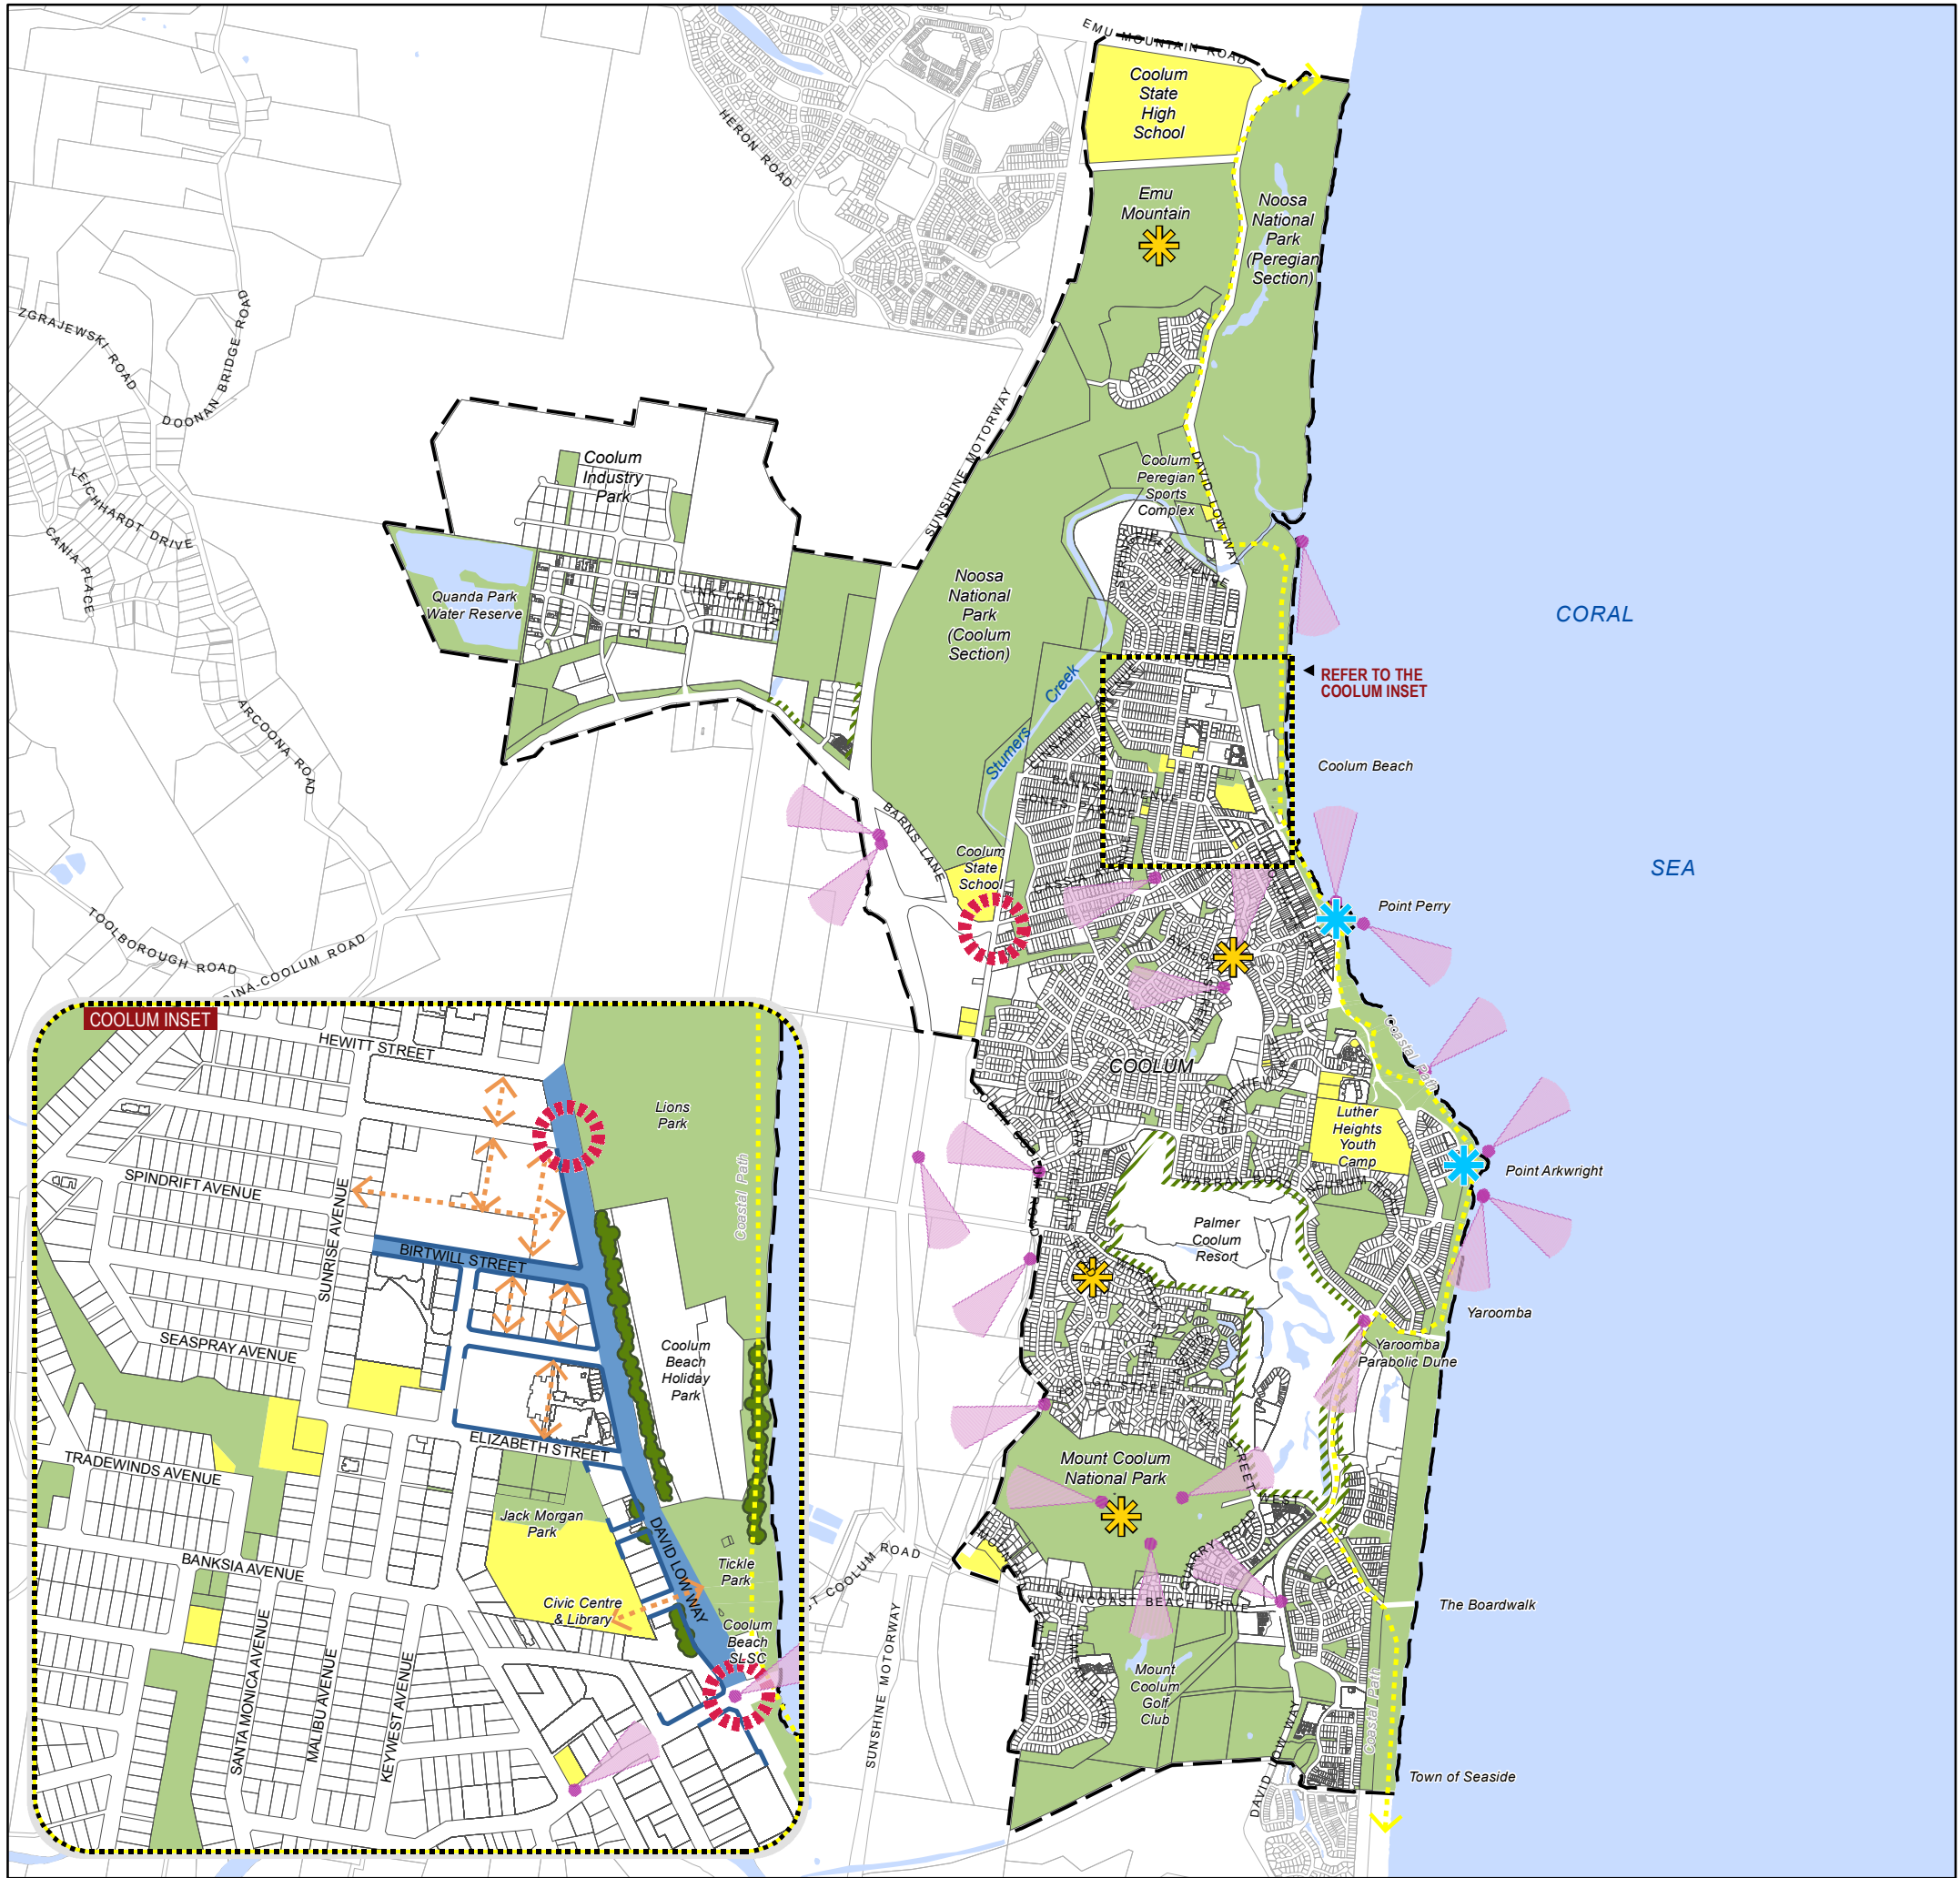 EMU MOUNTAIN ROAD
Coolum
State
High
School
HERON ROAD
Emu
Mountain
Noosa
National
Park
(Peregian
Section)
ZGRAJEWSKI ROAD
DOONAN BRIDGE ROAD
SUNSHINE MOTORWAY
Coolum
Industry
Park
Coolum
Peregian
Sports
Complex
DAVID LOW WAY
LEICHHARDT DRIVE
CANIA PLACE
Quanda Park
Water Reserve
LINK CRESCENT
Noosa
National
Park
(Coolum
Section)
CORAL
REFER TO THE
COOLUM INSET
Stumers Creek
ARCOONA ROAD
Coolum Beach
BANKSIA AVENUE
JONES PARADE
BARNS LANE
Coolum
State
School
CASSIA AVENUE
SEA
Point Perry
TOOLBOROUGH ROAD
Coastal Path
COOLUM
Luther
Heights
Youth
Camp
Point Arkwright
WARRAN ROAD
Palmer
Coolum
Resort
Yaroomba
Yaroomba
Parabolic Dune
Mount Coolum
National Park
QUARRY ROAD
SUNCOAST BEACH DRIVE
The Boardwalk
Mount
Coolum
Golf
Club
Coastal Path
DAVID LOW WAY
Town of Seaside
SUNSHINE MOTORWAY
COOLUM INSET
HEWITT STREET
Lions
Park
SPINDRIFT AVENUE
SUNRISE AVENUE
Coastal Path
BIRTWILL STREET
SEASPRAY AVENUE
Coolum
Beach
Holiday
Park
ELIZABETH STREET
TRADEWINDS AVENUE
Jack Morgan
Park
DAVID LOW WAY
BANKSIA AVENUE
Tickle
Park
Civic Centre
& Library
Coolum
Beach
SLSC
SANTA MONICA AVENUE
MALIBU AVENUE
KEYWEST AVENUE